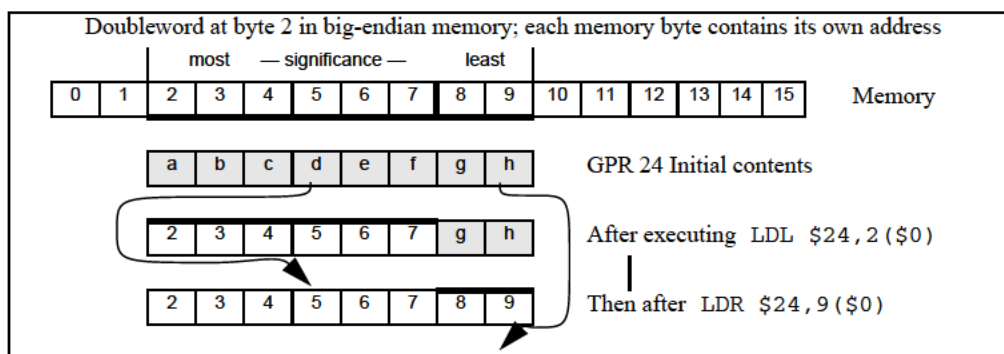 Doubleword at byte 2 in big-endian memory; each memory byte contains its own address
most — significance — least
0 1 2 3 4 5 6 7 8 9 10 11 12 13 14 15 Memory
a b c d e f g h GPR 24 Initial contents
2 3 4 5 6 7 g h After executing LDL $24,2($0)
2 3 4 5 6 7 8 9 Then after LDR $24,9($0)